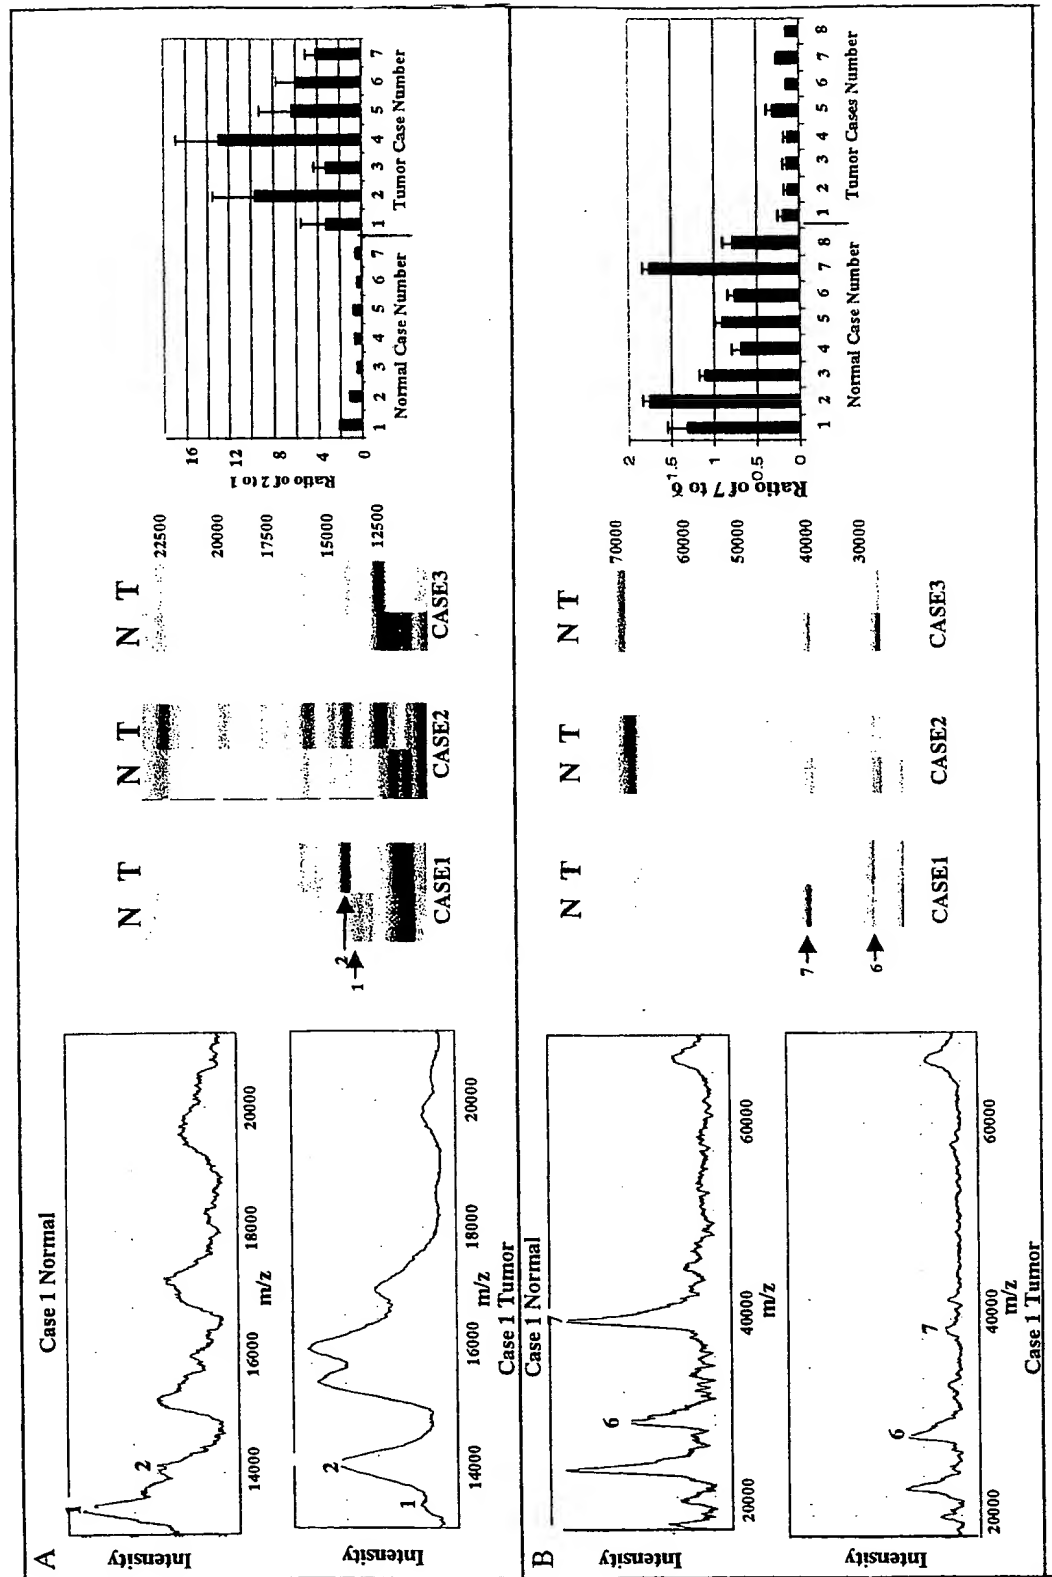 A
Case 1 Normal
1
2
Intensity
14000 16000 18000 20000
m/z
2
1
Intensity
14000 16000 18000 20000
m/z
Case 1 Tumor
N T N T N T
22500
20000
17500
15000
12500
2
1
CASE1 CASE2 CASE3
Ratio of 2 to 1
16
12
8
4
0
1 2 3 4 5 6 7 1 2 3 4 5 6 7
Normal Case Number Tumor Case Number
B
Case 1 Normal
7
6
Intensity
20000 40000 60000
m/z
6
7
Intensity
20000 40000 60000
m/z
Case 1 Tumor
N T N T N T
70000
60000
50000
40000
30000
7
6
CASE1 CASE2 CASE3
Ratio of 7 to 6
2
1.5
1
0.5
0
1 2 3 4 5 6 7 8 1 2 3 4 5 6 7 8
Normal Case Number Tumor Cases Number